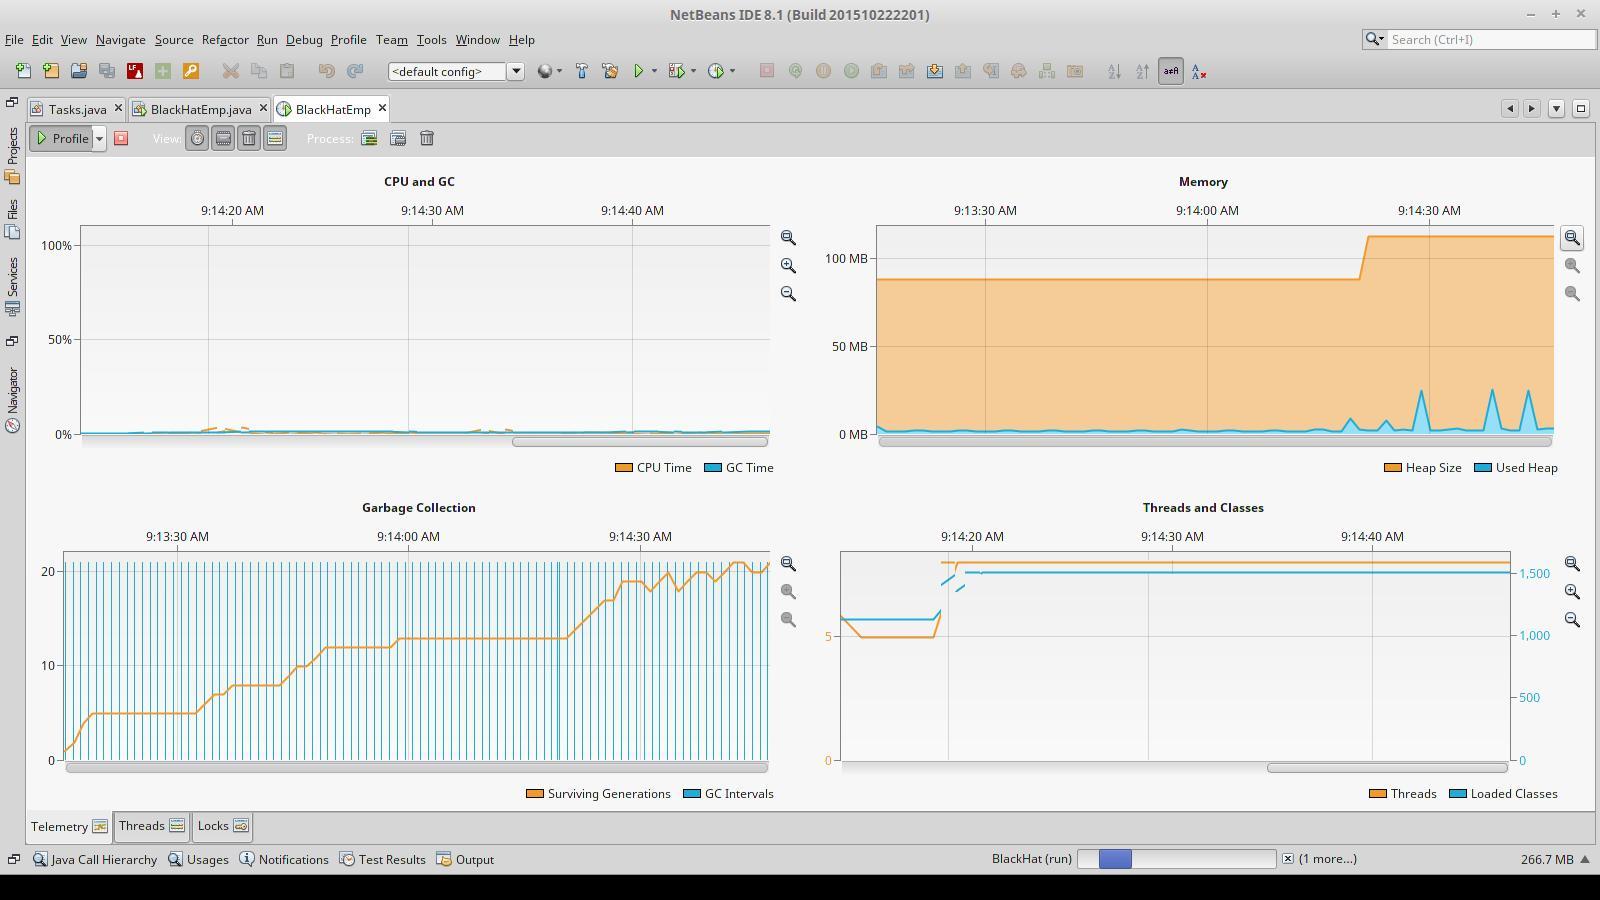 NetBeans IDE 8.1 (Build 201510222201)
File Edit View Navigate Source Refactor Run Debug Profile Team Tools Window Help
Search (Ctrl+I)
<default config>
Tasks.java
BlackHatEmp.java
BlackHatEmp
Profile
View:
Process:
Projects
Files
Services
Navigator
CPU and GC
9:14:20 AM 9:14:30 AM 9:14:40 AM
100%
50%
0%
CPU Time GC Time
Memory
9:13:30 AM 9:14:00 AM 9:14:30 AM
100 MB
50 MB
0 MB
Heap Size Used Heap
Garbage Collection
9:13:30 AM 9:14:00 AM 9:14:30 AM
20
10
0
Surviving Generations GC Intervals
Threads and Classes
9:14:20 AM 9:14:30 AM 9:14:40 AM
5
0
1,500
1,000
500
0
Threads Loaded Classes
Telemetry Threads Locks
Java Call Hierarchy Usages Notifications Test Results Output
BlackHat (run) (1 more...) 266.7 MB